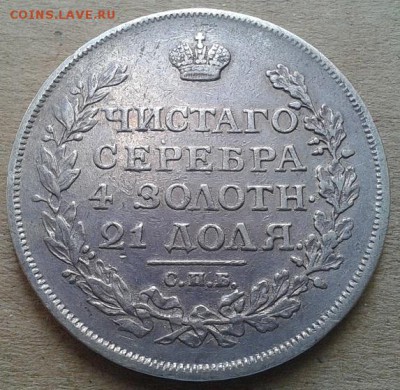 COINS.LAVE.RU
ЧИСТАГО
СЕРЕБРА
4 ЗОЛОТН.
21 ДОЛЯ.
С.П.Б.